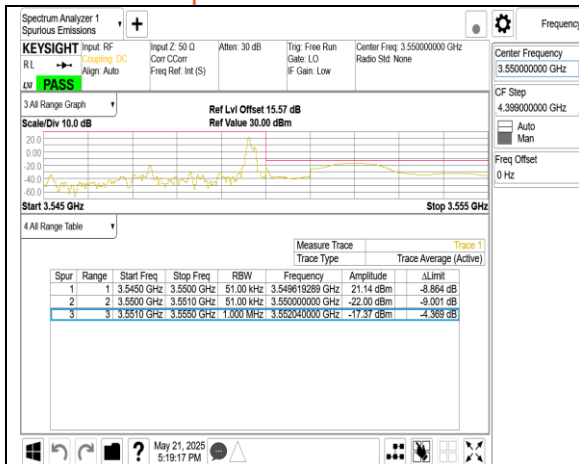 Spectrum Analyzer 1
Spurious Emissions
Frequency
KEYSIGHT
RL
LXI
PASS
Input: RF
Coupling: DC
Align: Auto
Input Z: 50 Ω
Corr CCorr
Freq Ref: Int (S)
Atten: 30 dB
Trig: Free Run
Gate: LO
IF Gain: Low
Center Freq: 3.550000000 GHz
Radio Std: None
Center Frequency
3.550000000 GHz
CF Step
4.399000000 GHz
Auto
Man
Freq Offset
0 Hz
3 All Range Graph
Scale/Div 10.0 dB
Ref Lvl Offset 15.57 dB
Ref Value 30.00 dBm
20.0
0.00
-20.0
-40.0
-60.0
Start 3.545 GHz
Stop 3.555 GHz
4 All Range Table
Measure Trace Trace 1
Trace Type Trace Average (Active)
Spur Range Start Freq Stop Freq RBW Frequency Amplitude ΔLimit
1 1 3.5450 GHz 3.5500 GHz 51.00 kHz 3.549619289 GHz 21.14 dBm -8.864 dB
2 2 3.5500 GHz 3.5510 GHz 51.00 kHz 3.550000000 GHz -22.00 dBm -9.001 dB
3 3 3.5510 GHz 3.5550 GHz 1.000 MHz 3.552040000 GHz -17.37 dBm -4.369 dB
?
May 21, 2025
5:19:17 PM